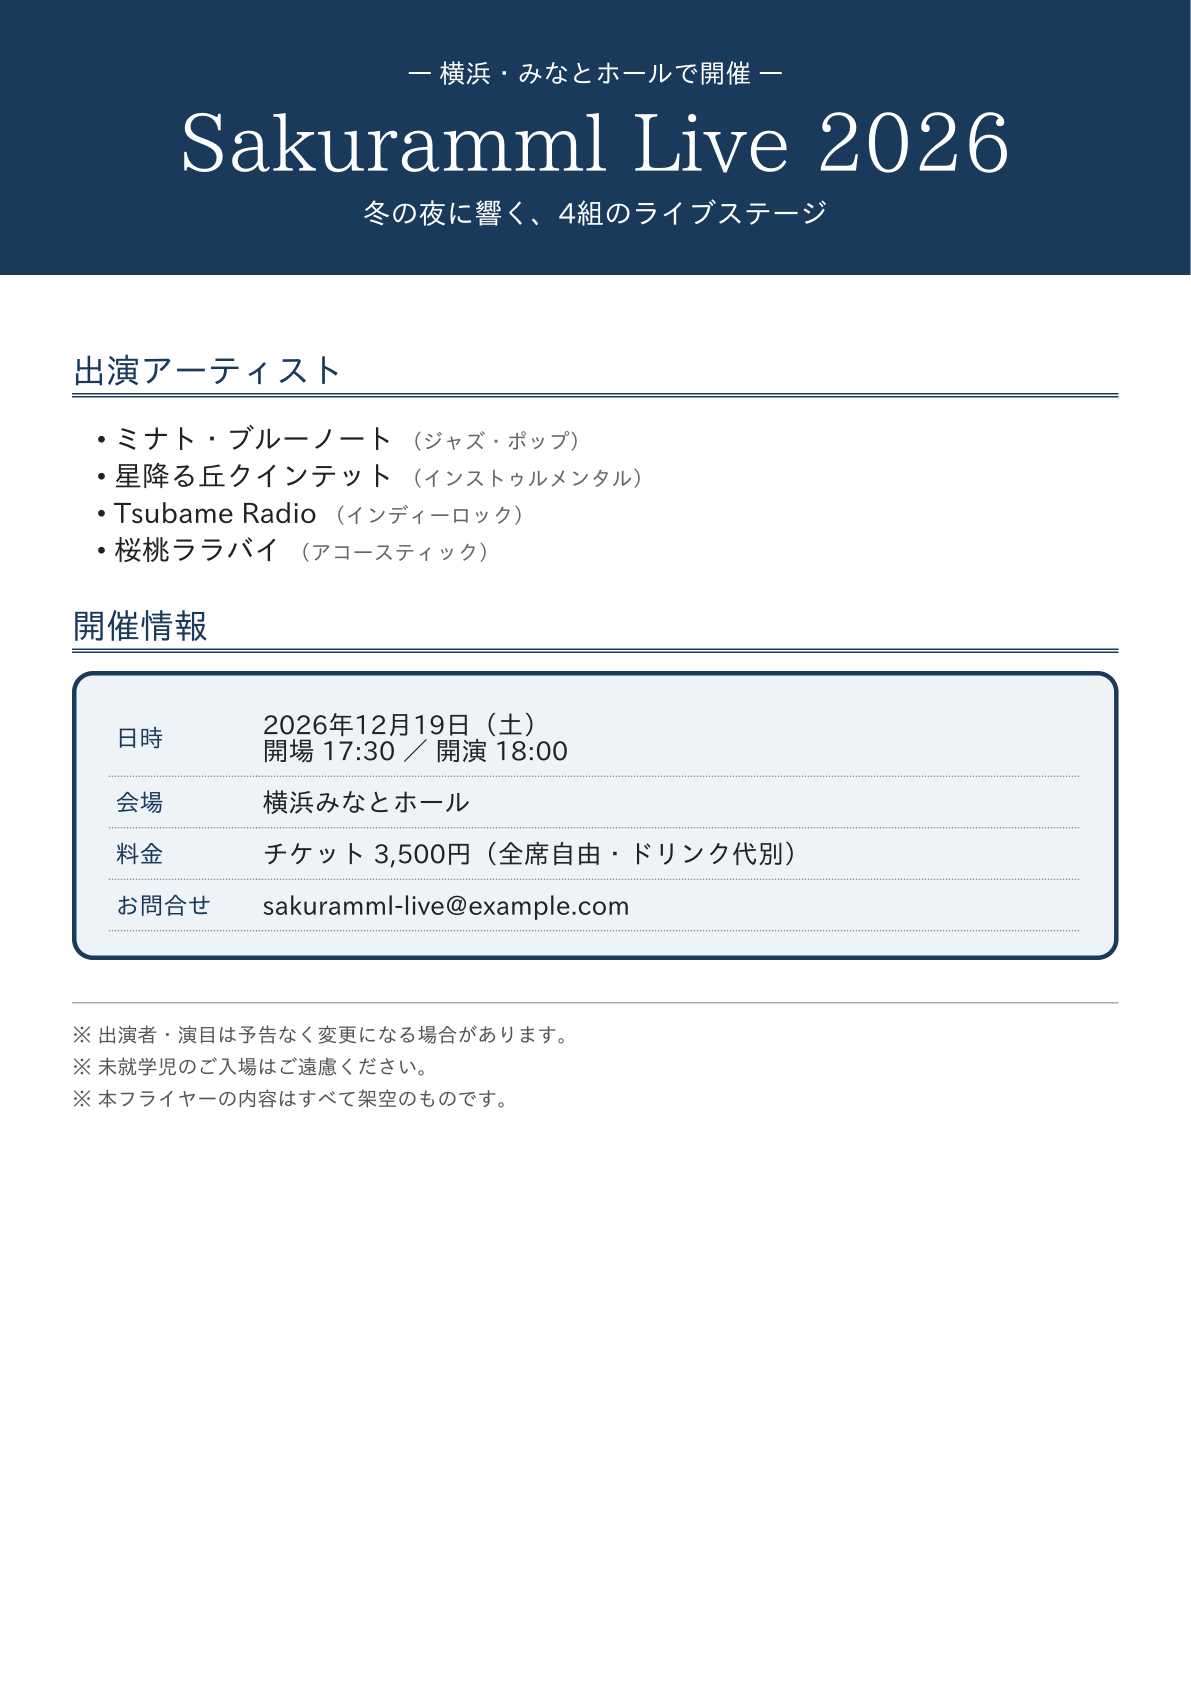 — 横浜・みなとホールで開催 —
Sakuramml Live 2026
冬の夜に響く、4組のライブステージ
出演アーティスト
• ミナト・ブルーノート （ジャズ・ポップ）
• 星降る丘クインテット （インストゥルメンタル）
• Tsubame Radio （インディーロック）
• 桜桃ララバイ （アコースティック）
開催情報
日時 2026年12月19日（土）
開場 17:30 ／ 開演 18:00
会場 横浜みなとホール
料金 チケット 3,500円（全席自由・ドリンク代別）
お問合せ sakuramml-live@example.com
※ 出演者・演目は予告なく変更になる場合があります。
※ 未就学児のご入場はご遠慮ください。
※ 本フライヤーの内容はすべて架空のものです。